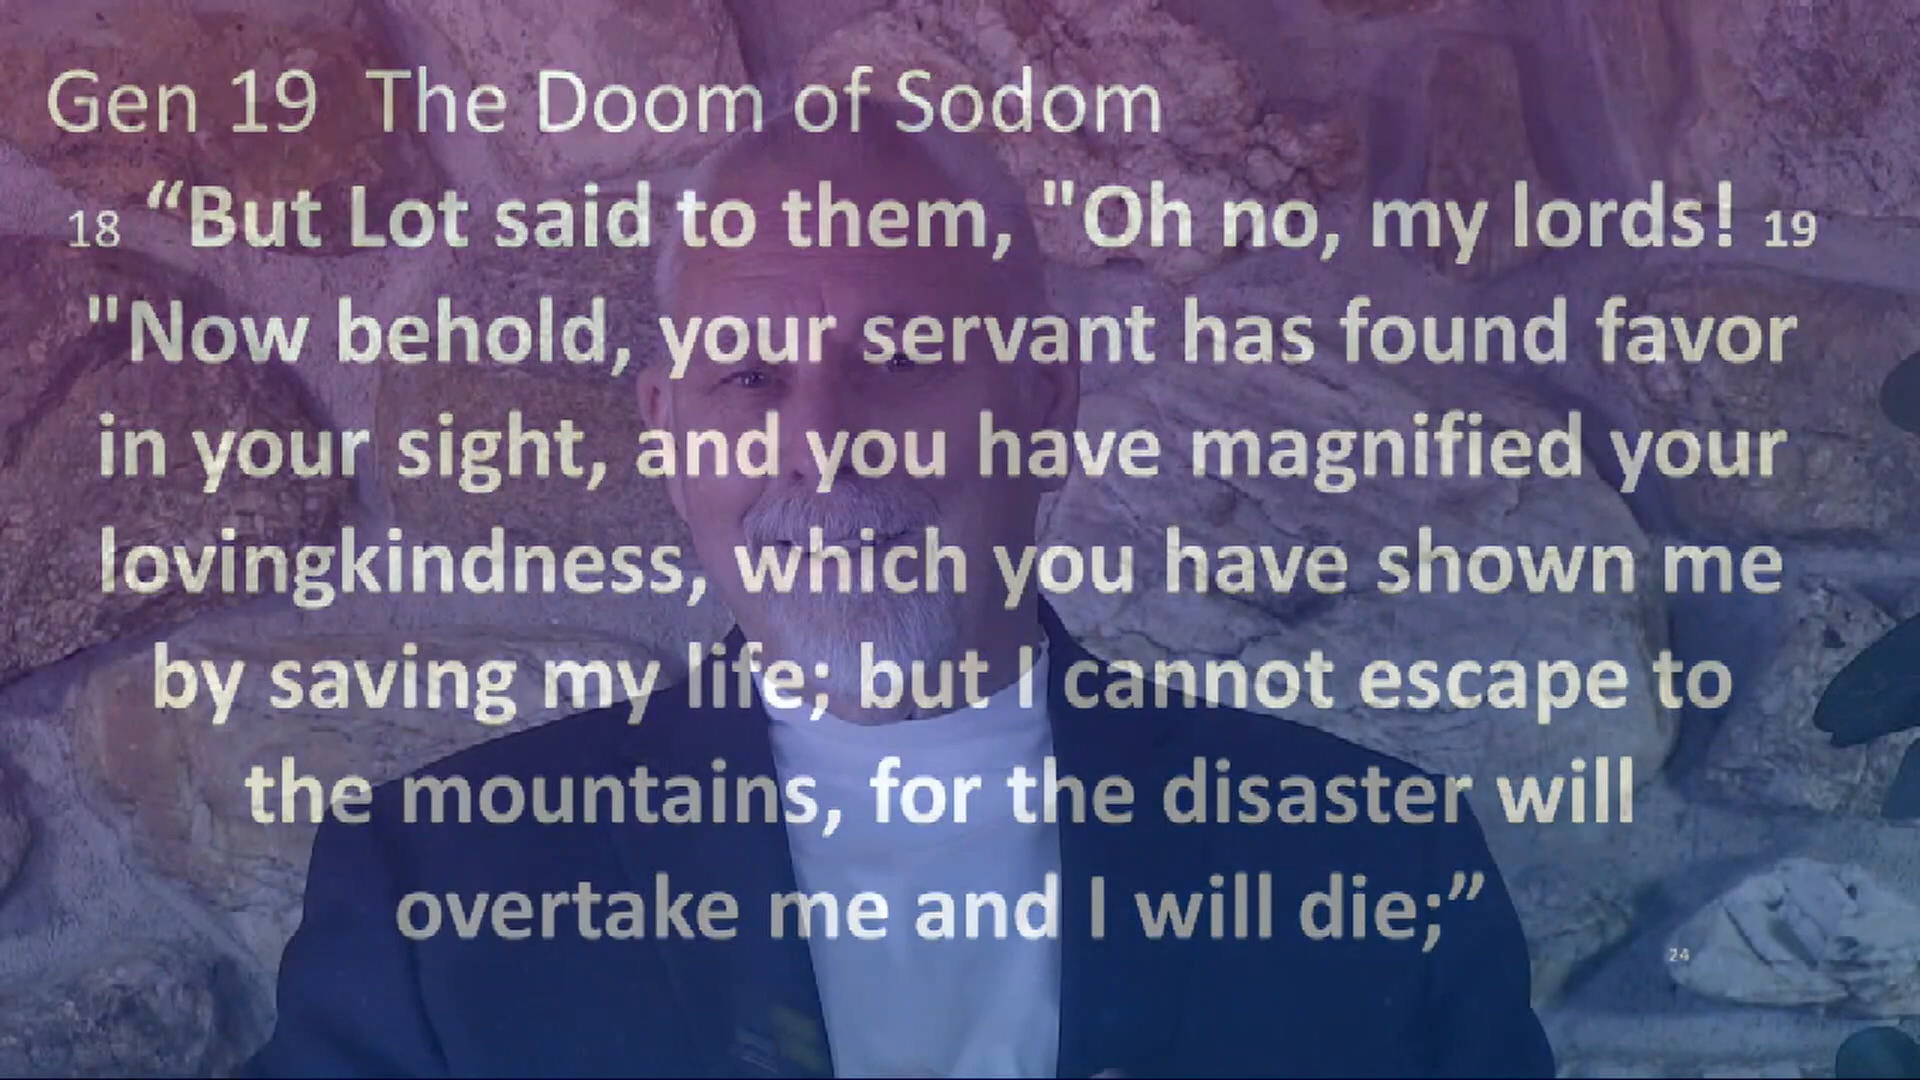 Gen 19 The Doom of Sodom
18 “But Lot said to them, "Oh no, my lords! 19
"Now behold, your servant has found favor
in your sight, and you have magnified your
lovingkindness, which you have shown me
by saving my life; but I cannot escape to
the mountains, for the disaster will
overtake me and I will die;”
24